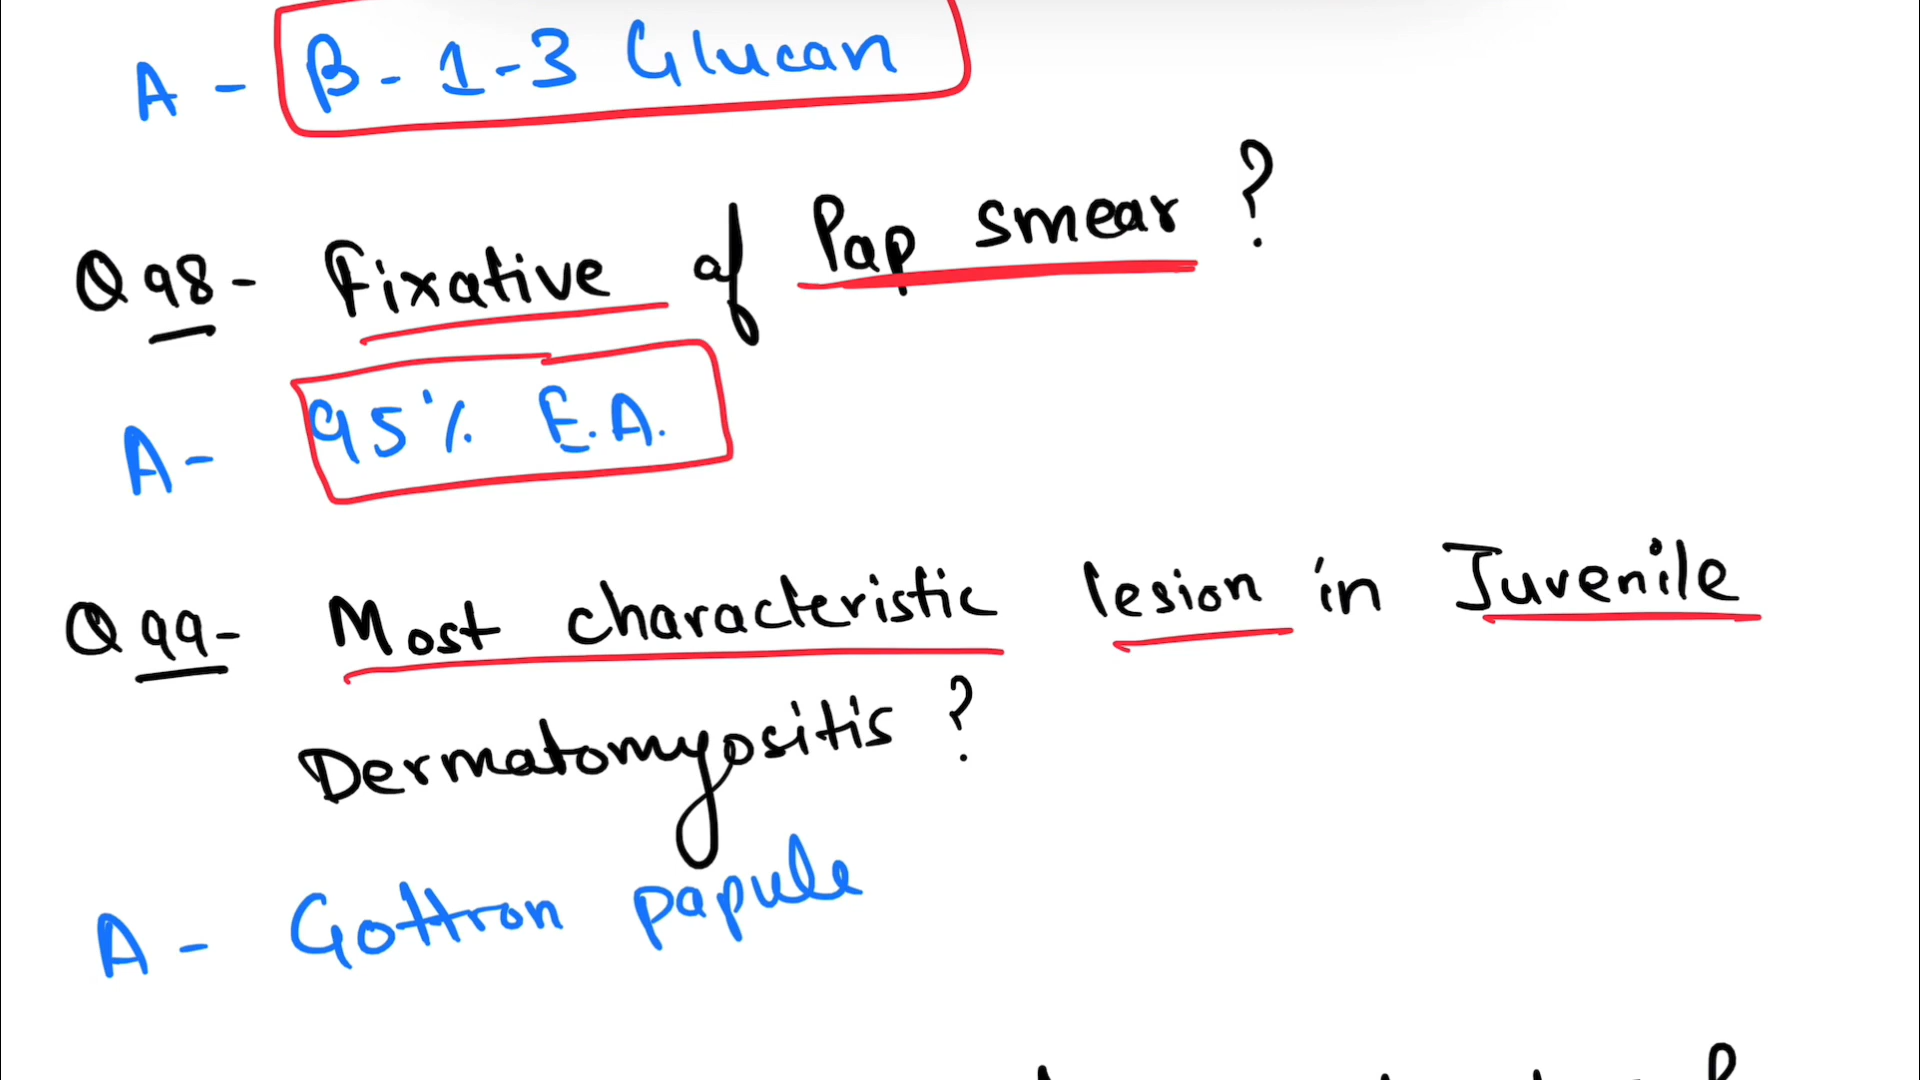 A - β - 1-3 Glucan
Q 98 - Fixative of Pap smear ?
A - 95% E.A.
Q 99 - Most characteristic lesion in Juvenile
Dermatomyositis ?
A - Gottron papule